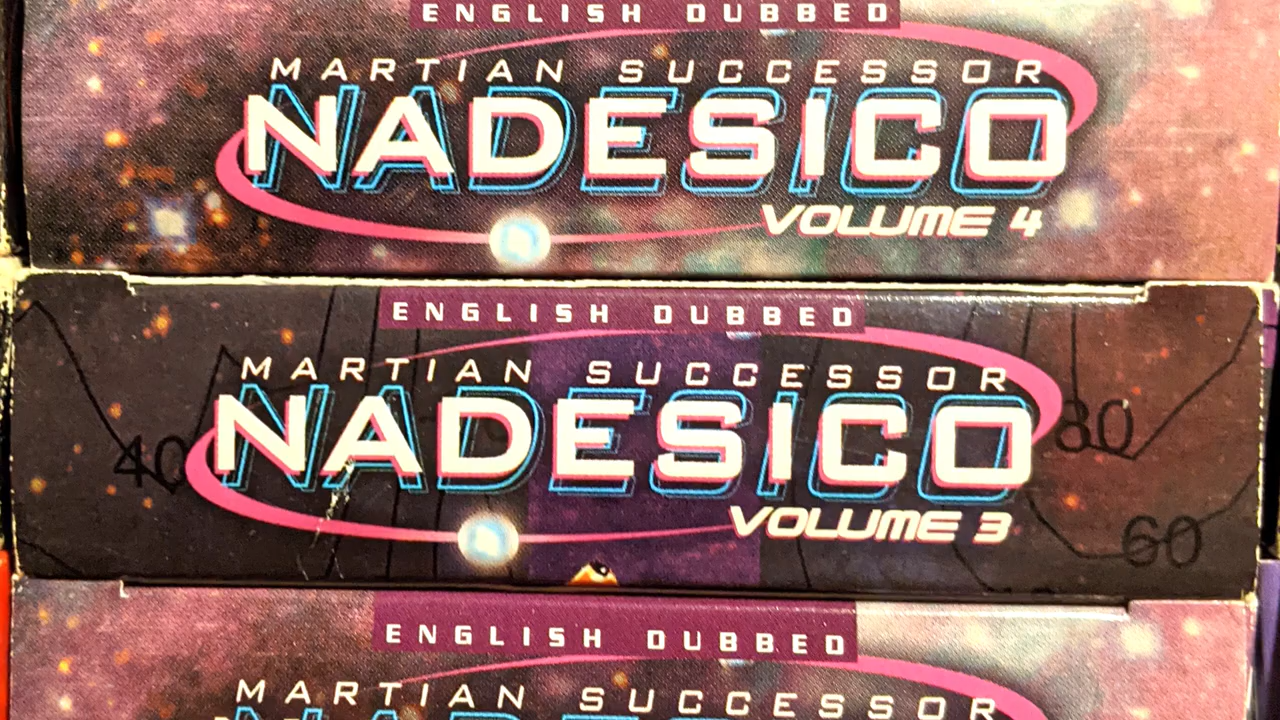 ENGLISH DUBBED
MARTIAN SUCCESSOR
NADESICO
VOLUME 4
ENGLISH DUBBED
MARTIAN SUCCESSOR
NADESICO
VOLUME 3
40
80
60
ENGLISH DUBBED
MARTIAN SUCCESSOR